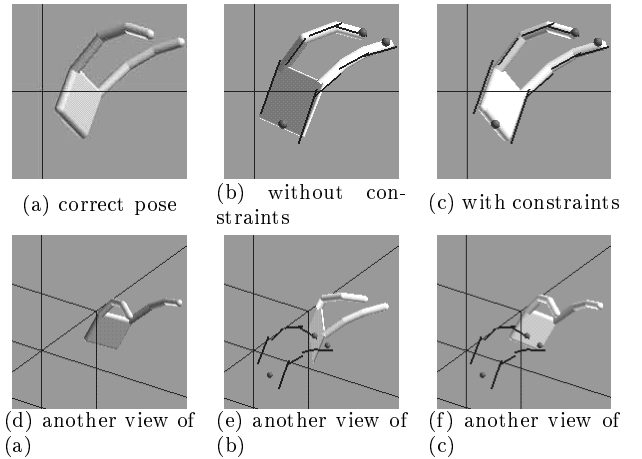 (a) correct pose
(b) without con-
straints
(c) with constraints
(d) another view of
(a)
(e) another view of
(b)
(f) another view of
(c)